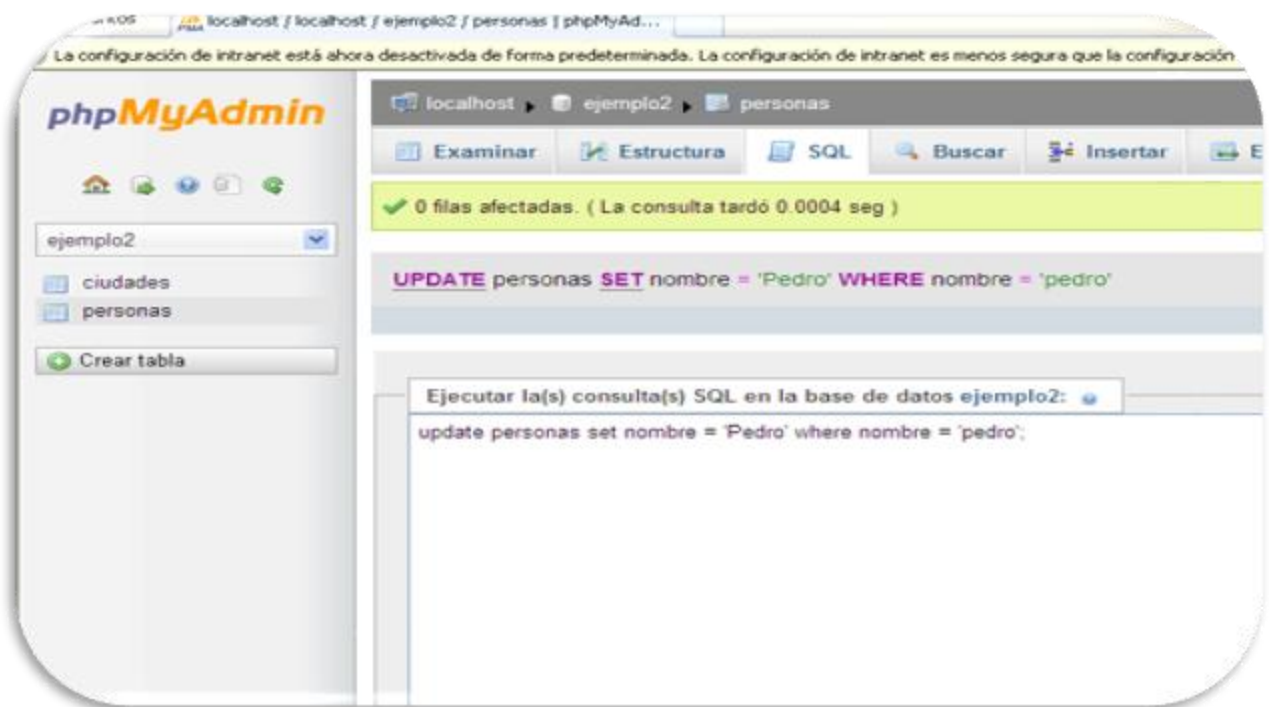 localhost / localhost / ejemplo2 / personas | phpMyAd...
La configuración de intranet está ahora desactivada de forma predeterminada. La configuración de intranet es menos segura que la configuración
phpMyAdmin
localhost ejemplo2 personas
Examinar Estructura SQL Buscar Insertar E
0 filas afectadas. ( La consulta tardó 0.0004 seg )
ejemplo2
ciudades
personas
Crear tabla
UPDATE personas SET nombre = 'Pedro' WHERE nombre = 'pedro'
Ejecutar la(s) consulta(s) SQL en la base de datos ejemplo2:
update personas set nombre = 'Pedro' where nombre = 'pedro';